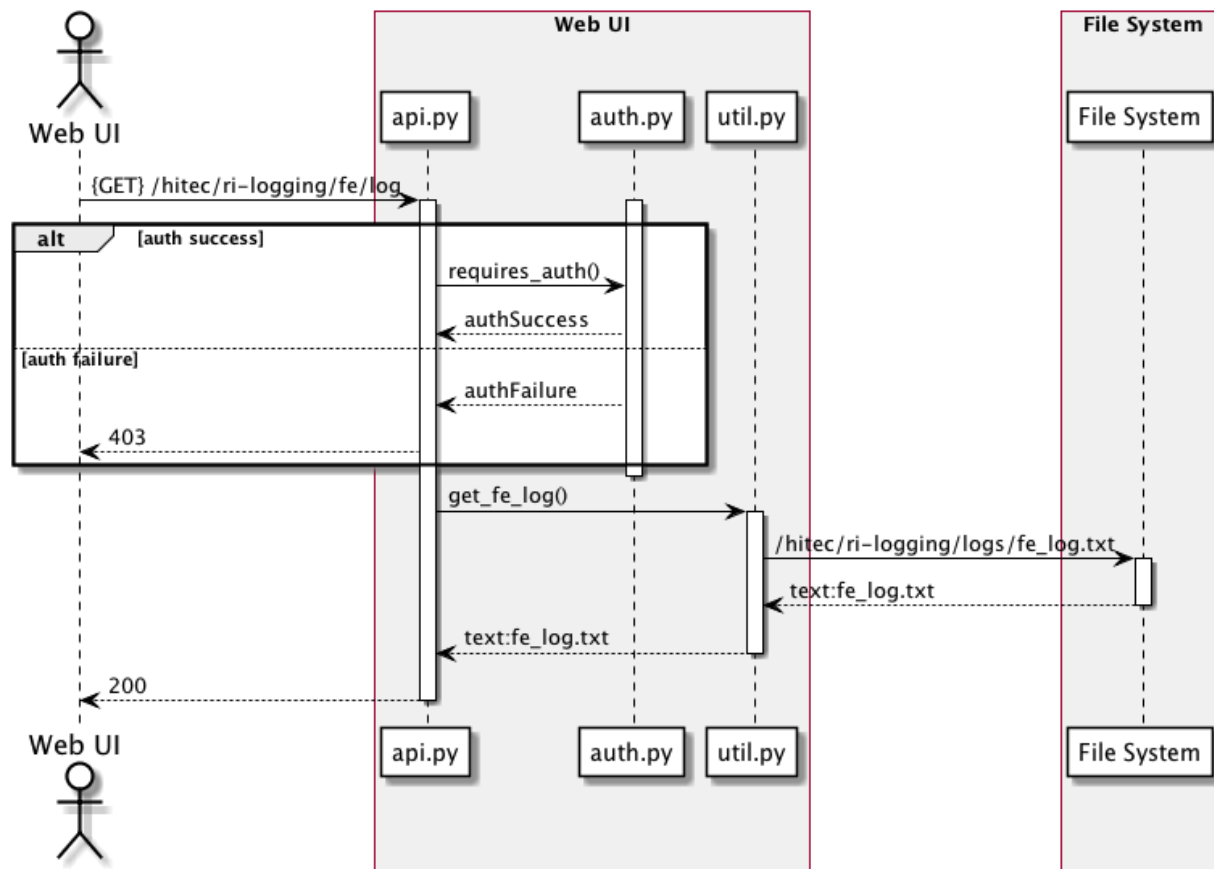 Web UI
File System
Web UI
api.py
auth.py
util.py
File System
{GET} /hitec/ri-logging/fe/log
alt
[auth success]
requires_auth()
authSuccess
[auth failure]
authFailure
403
get_fe_log()
/hitec/ri-logging/logs/fe_log.txt
text:fe_log.txt
text:fe_log.txt
200
Web UI
api.py
auth.py
util.py
File System